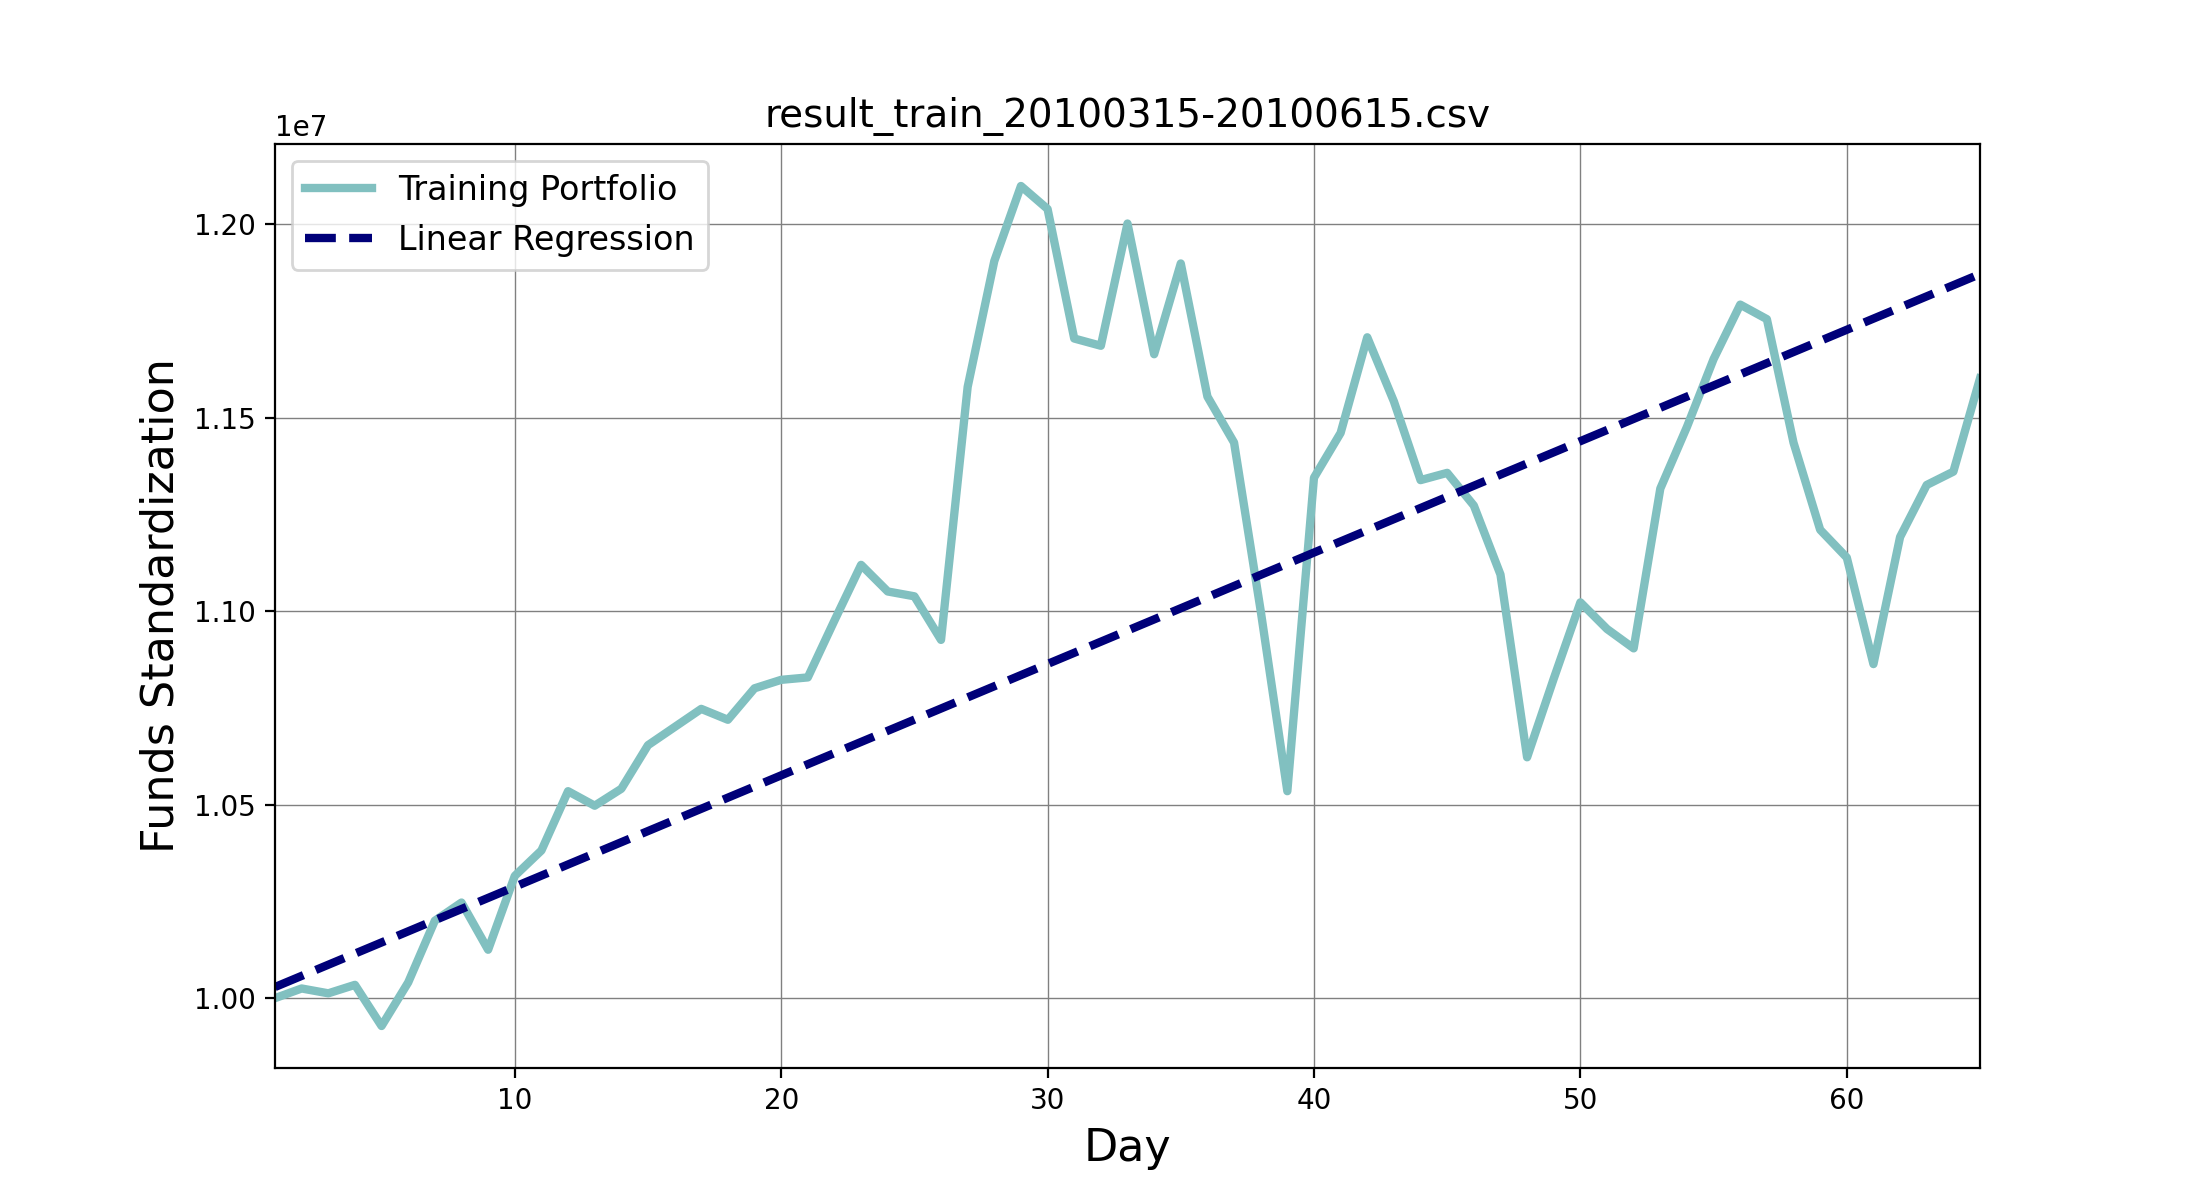 result_train_20100315-20100615.csv
1e7
Training Portfolio
Linear Regression
1.20
1.15
1.10
1.05
1.00
Funds Standardization
10 20 30 40 50 60
Day